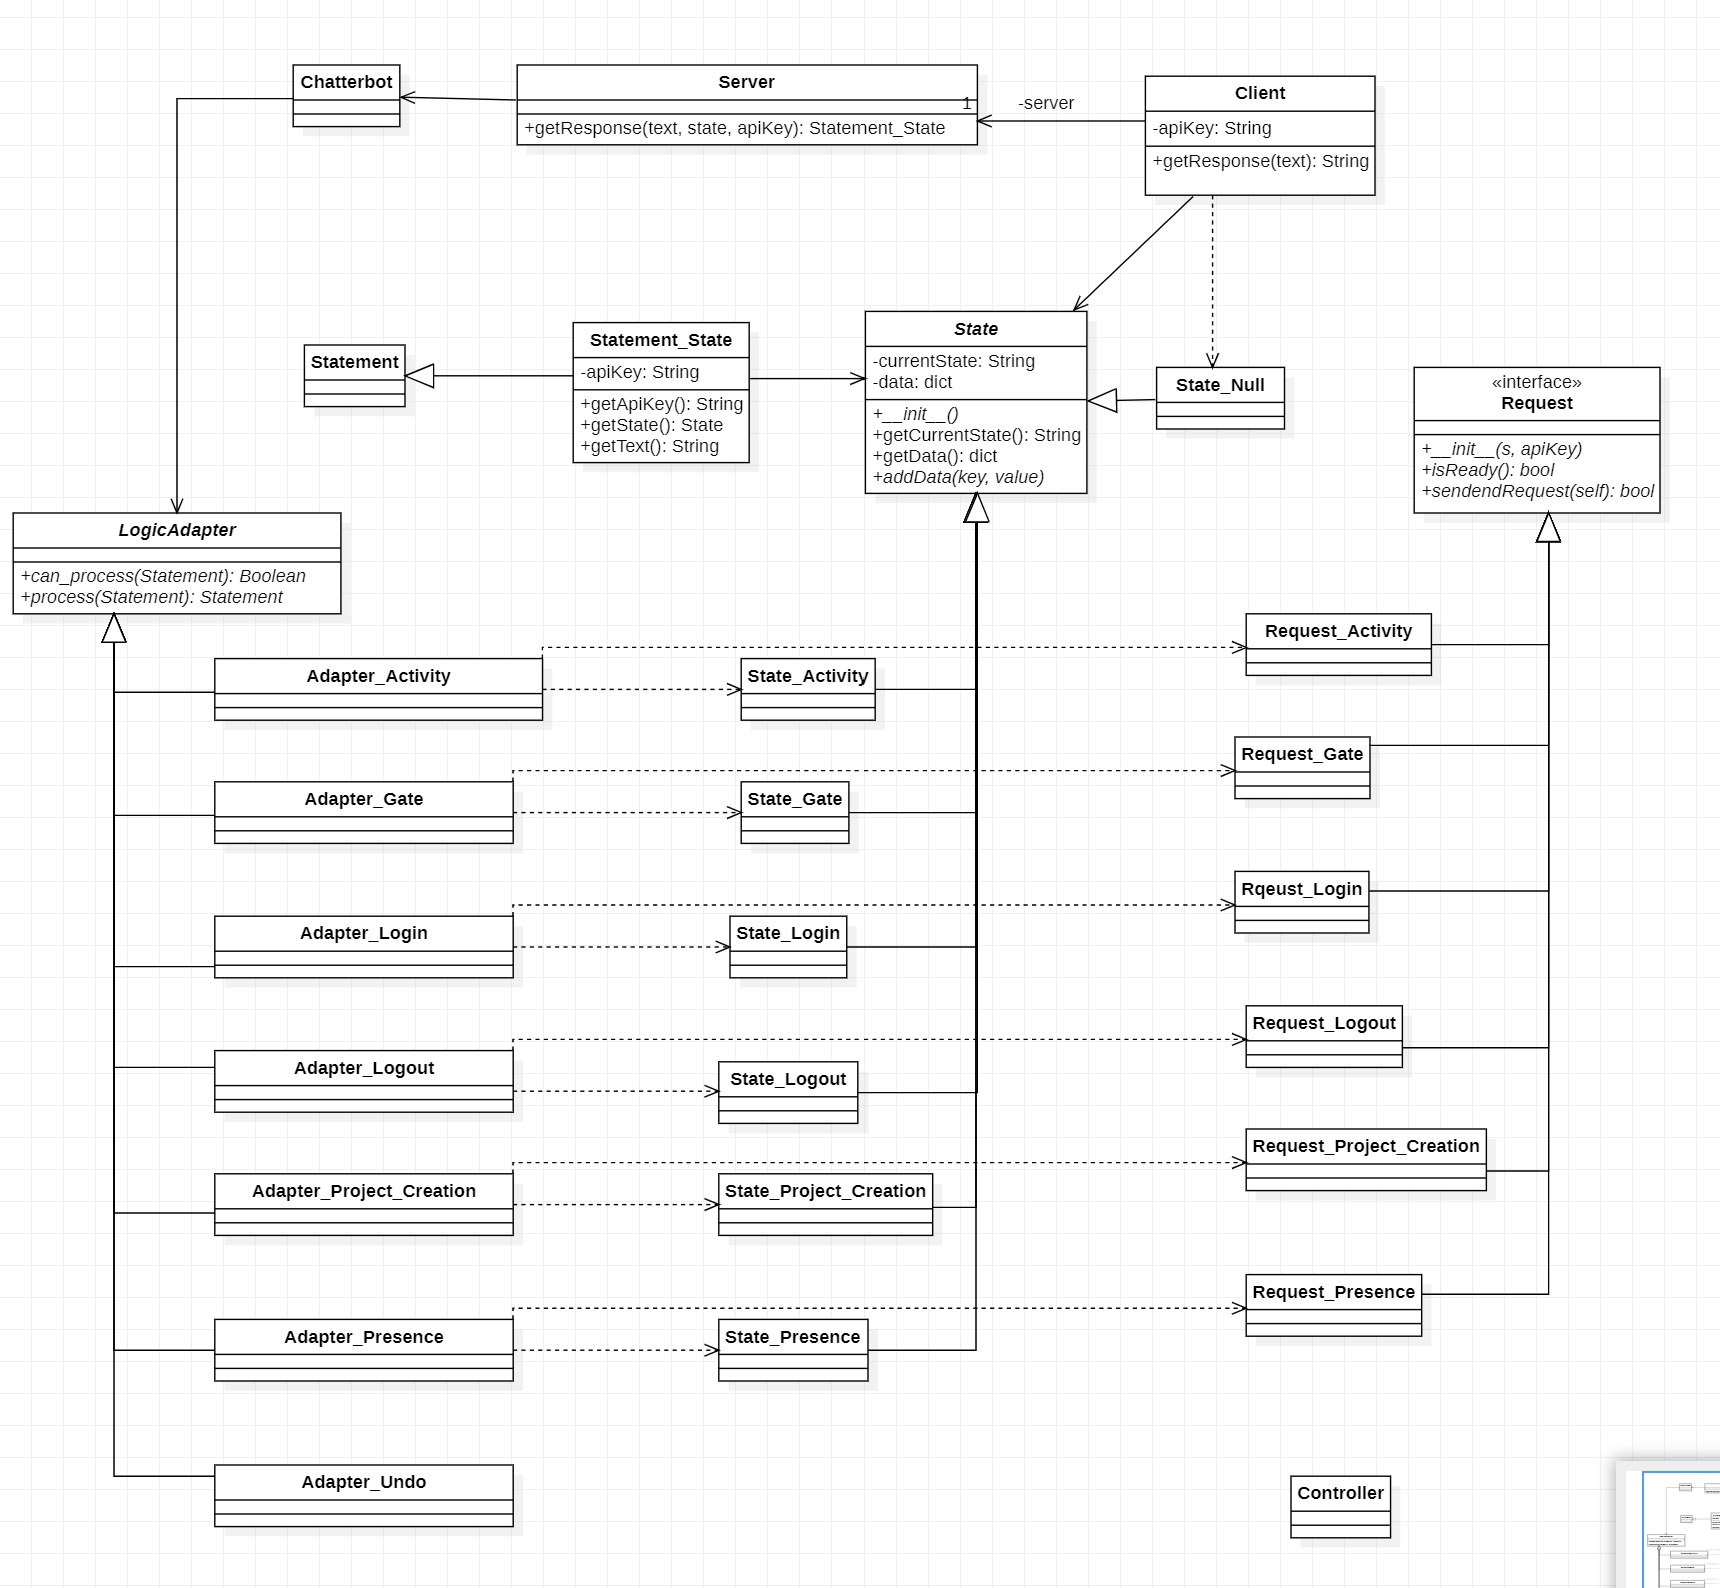 Chatterbot
Server
1
+getResponse(text, state, apiKey): Statement_State
-server
Client
-apiKey: String
+getResponse(text): String
Statement
Statement_State
-apiKey: String
+getApiKey(): String
+getState(): State
+getText(): String
State
-currentState: String
-data: dict
+__init__()
+getCurrentState(): String
+getData(): dict
+addData(key, value)
State_Null
«interface»
Request
+__init__(s, apiKey)
+isReady(): bool
+sendendRequest(self): bool
LogicAdapter
+can_process(Statement): Boolean
+process(Statement): Statement
Adapter_Activity
State_Activity
Request_Activity
Adapter_Gate
State_Gate
Request_Gate
Adapter_Login
State_Login
Rqeust_Login
Adapter_Logout
State_Logout
Request_Logout
Adapter_Project_Creation
State_Project_Creation
Request_Project_Creation
Adapter_Presence
State_Presence
Request_Presence
Adapter_Undo
Controller